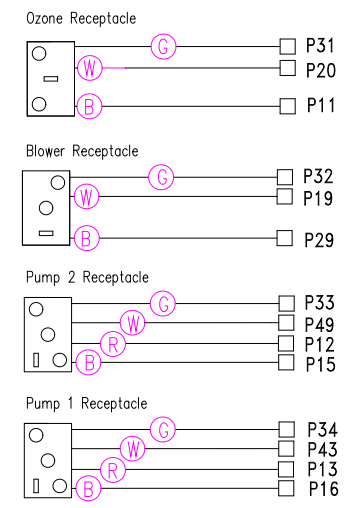 Ozone Receptacle
G P31
W P20
B P11
Blower Receptacle
G P32
W P19
B P29
Pump 2 Receptacle
G P33
W P49
R P12
B P15
Pump 1 Receptacle
G P34
W P43
R P13
B P16